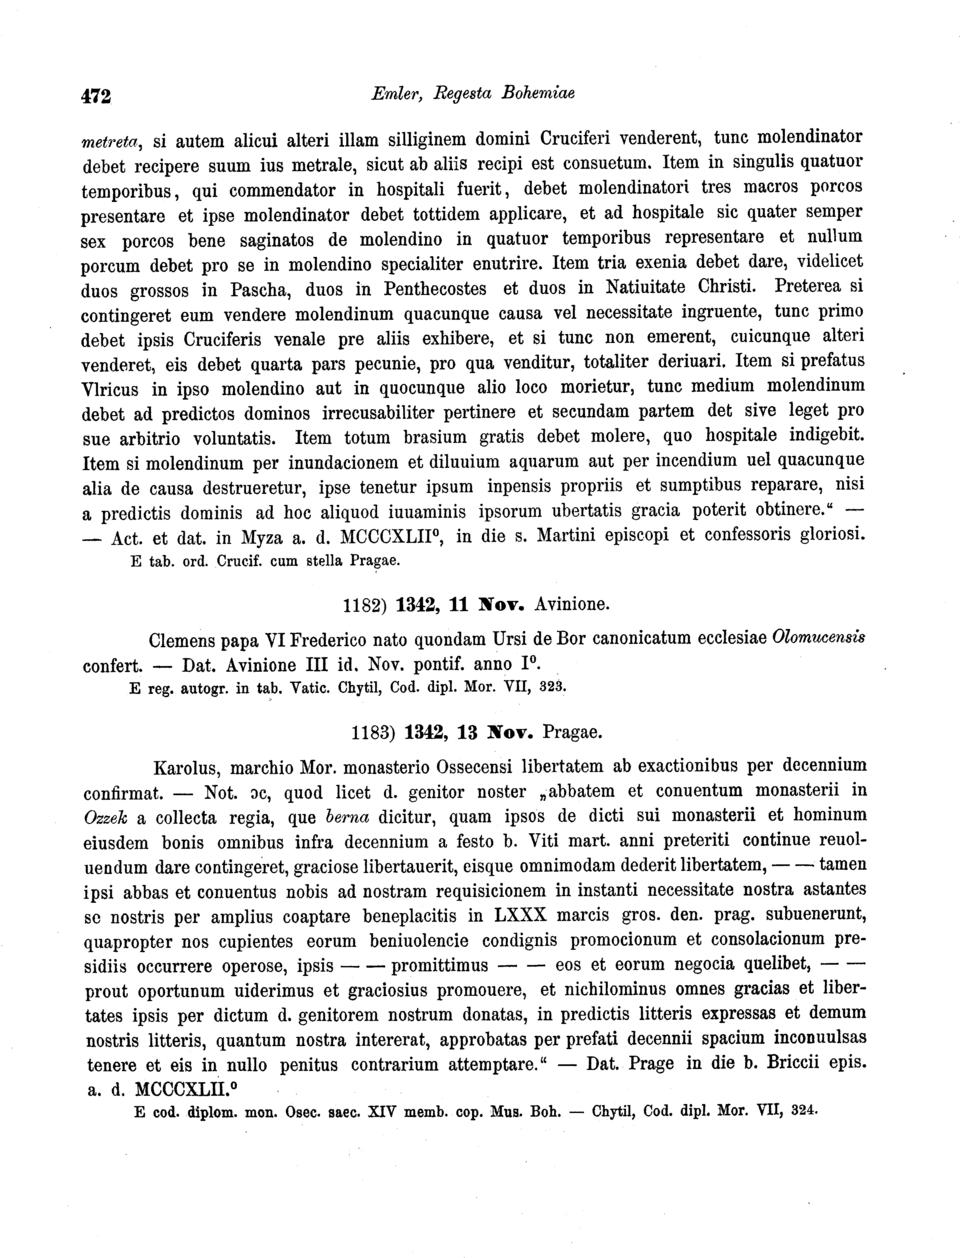 472 Emler, Regesta Bohemiae
metreta, si autem alicui alteri illam silliginem domini Cruciferi venderent, tunc molendinator
debet recipere suum ius metrale, sicut ab aliis recipi est consuetum. Item in singulis quatuor
temporibus, qui commendator in hospitali fuerit, debet molendinatori tres macros porcos
presentare et ipse molendinator debet tottidem applicare, et ad hospitale sic quater semper
sex porcos bene saginatos de molendino in quatuor temporibus representare et nullum
porcum debet pro se in molendino specialiter enutrire. Item tria exenia debet dare, videlicet
duos grossos in Pascha, duos in Penthecostes et duos in Natiuitate Christi. Preterea si
contingeret eum vendere molendinum quacunque causa vel necessitate ingruente, tunc primo
debet ipsis Cruciferis venale pre aliis exhibere, et si tunc non emerent, cuicunque alteri
venderet, eis debet quarta pars pecunie, pro qua venditur, totaliter deriuari. Item si prefatus
Vlricus in ipso molendino aut in quocunque alio loco morietur, tunc medium molendinum
debet ad predictos dominos irrecusabiliter pertinere et secundam partem det sive leget pro
sue arbitrio voluntatis. Item totum brasium gratis debet molere, quo hospitale indigebit.
Item si molendinum per inundacionem et diluuium aquarum aut per incendium uel quacunque
alia de causa destrueretur, ipse tenetur ipsum inpensis propriis et sumptibus reparare, nisi
a predictis dominis ad hoc aliquod iuuaminis ipsorum ubertatis gracia poterit obtinere.“ —
— Act. et dat. in Myza a. d. MCCCXLII⁰, in die s. Martini episcopi et confessoris gloriosi.
E tab. ord. Crucif. cum stella Pragae.
1182) 1342, 11 Nov. Avinione.
Clemens papa VI Frederico nato quondam Ursi de Bor canonicatum ecclesiae Olomucensis
confert. — Dat. Avinione III id. Nov. pontif. anno I⁰.
E reg. autogr. in tab. Vatic. Chytil, Cod. dipl. Mor. VII, 323.
1183) 1342, 13 Nov. Pragae.
Karolus, marchio Mor. monasterio Ossecensi libertatem ab exactionibus per decennium
confirmat. — Not. ɔc, quod licet d. genitor noster „abbatem et conuentum monasterii in
Ozzek a collecta regia, que berna dicitur, quam ipsos de dicti sui monasterii et hominum
eiusdem bonis omnibus infra decennium a festo b. Viti mart. anni preteriti continue reuol-
uendum dare contingeret, graciose libertauerit, eisque omnimodam dederit libertatem, — — tamen
ipsi abbas et conuentus nobis ad nostram requisicionem in instanti necessitate nostra astantes
se nostris per amplius coaptare beneplacitis in LXXX marcis gros. den. prag. subuenerunt,
quapropter nos cupientes eorum beniuolencie condignis promocionum et consolacionum pre-
sidiis occurrere operose, ipsis — — promittimus — — eos et eorum negocia quelibet, — —
prout oportunum uiderimus et graciosius promouere, et nichilominus omnes gracias et liber-
tates ipsis per dictum d. genitorem nostrum donatas, in predictis litteris expressas et demum
nostris litteris, quantum nostra intererat, approbatas per prefati decennii spacium inconuulsas
tenere et eis in nullo penitus contrarium attemptare.“ — Dat. Prage in die b. Briccii epis.
a. d. MCCCXLII.⁰
E cod. diplom. mon. Osec. saec. XIV memb. cop. Mus. Boh. — Chytil, Cod. dipl. Mor. VII, 324.